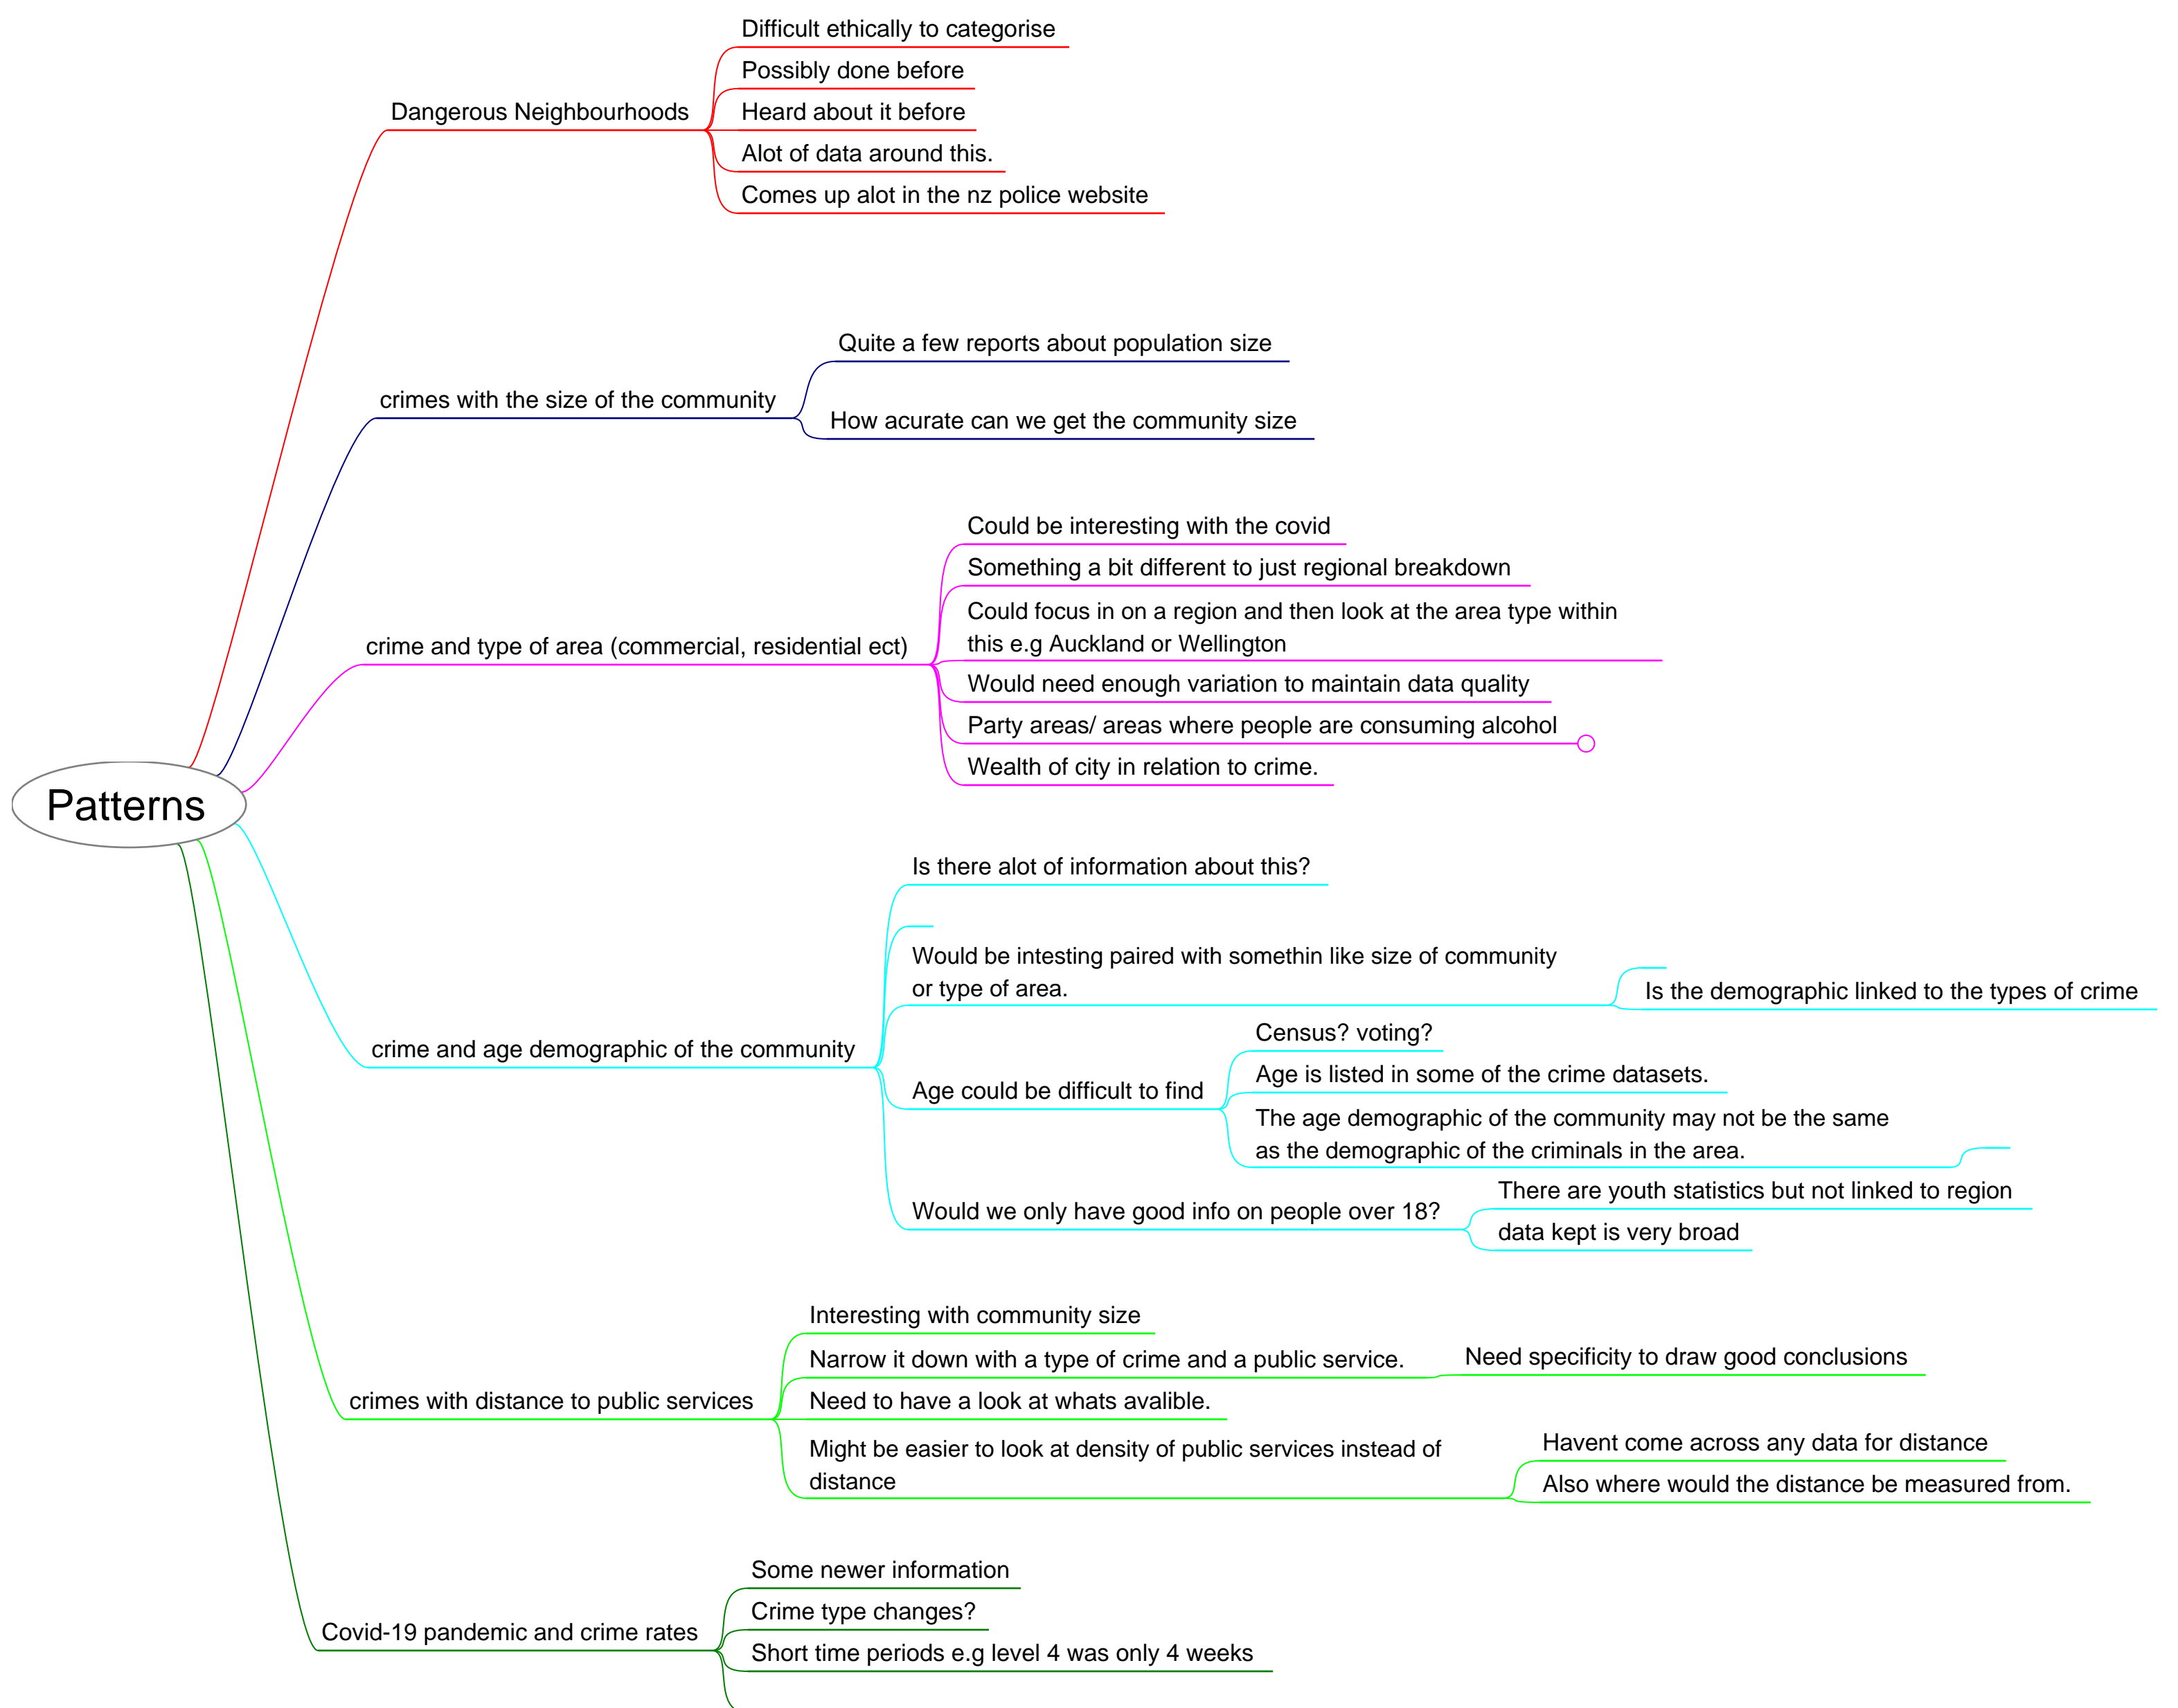 Difficult ethically to categorise
Possibly done before
Dangerous Neighbourhoods
Heard about it before
Alot of data around this.
Comes up alot in the nz police website
Quite a few reports about population size
crimes with the size of the community
How acurate can we get the community size
Could be interesting with the covid
Something a bit different to just regional breakdown
Could focus in on a region and then look at the area type within
this e.g Auckland or Wellington
crime and type of area (commercial, residential ect)
Would need enough variation to maintain data quality
Party areas/ areas where people are consuming alcohol
Wealth of city in relation to crime.
Patterns
Is there alot of information about this?
Would be intesting paired with somethin like size of community
or type of area.
Is the demographic linked to the types of crime
crime and age demographic of the community
Age could be difficult to find
Census? voting?
Age is listed in some of the crime datasets.
The age demographic of the community may not be the same
as the demographic of the criminals in the area.
Would we only have good info on people over 18?
There are youth statistics but not linked to region
data kept is very broad
Interesting with community size
Narrow it down with a type of crime and a public service.
Need specificity to draw good conclusions
crimes with distance to public services
Need to have a look at whats avalible.
Might be easier to look at density of public services instead of
distance
Havent come across any data for distance
Also where would the distance be measured from.
Some newer information
Crime type changes?
Covid-19 pandemic and crime rates
Short time periods e.g level 4 was only 4 weeks